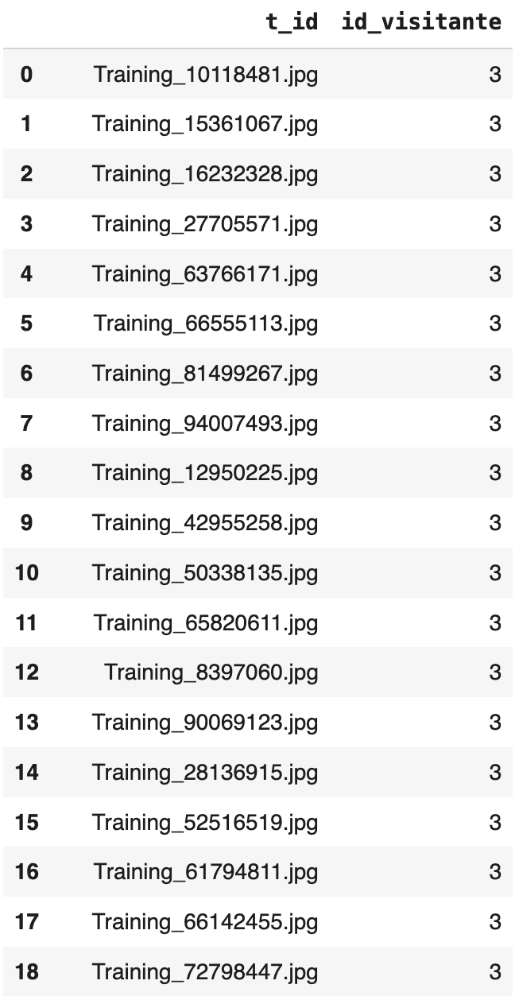 t_id id_visitante
0 Training_10118481.jpg 3
1 Training_15361067.jpg 3
2 Training_16232328.jpg 3
3 Training_27705571.jpg 3
4 Training_63766171.jpg 3
5 Training_66555113.jpg 3
6 Training_81499267.jpg 3
7 Training_94007493.jpg 3
8 Training_12950225.jpg 3
9 Training_42955258.jpg 3
10 Training_50338135.jpg 3
11 Training_65820611.jpg 3
12 Training_8397060.jpg 3
13 Training_90069123.jpg 3
14 Training_28136915.jpg 3
15 Training_52516519.jpg 3
16 Training_61794811.jpg 3
17 Training_66142455.jpg 3
18 Training_72798447.jpg 3